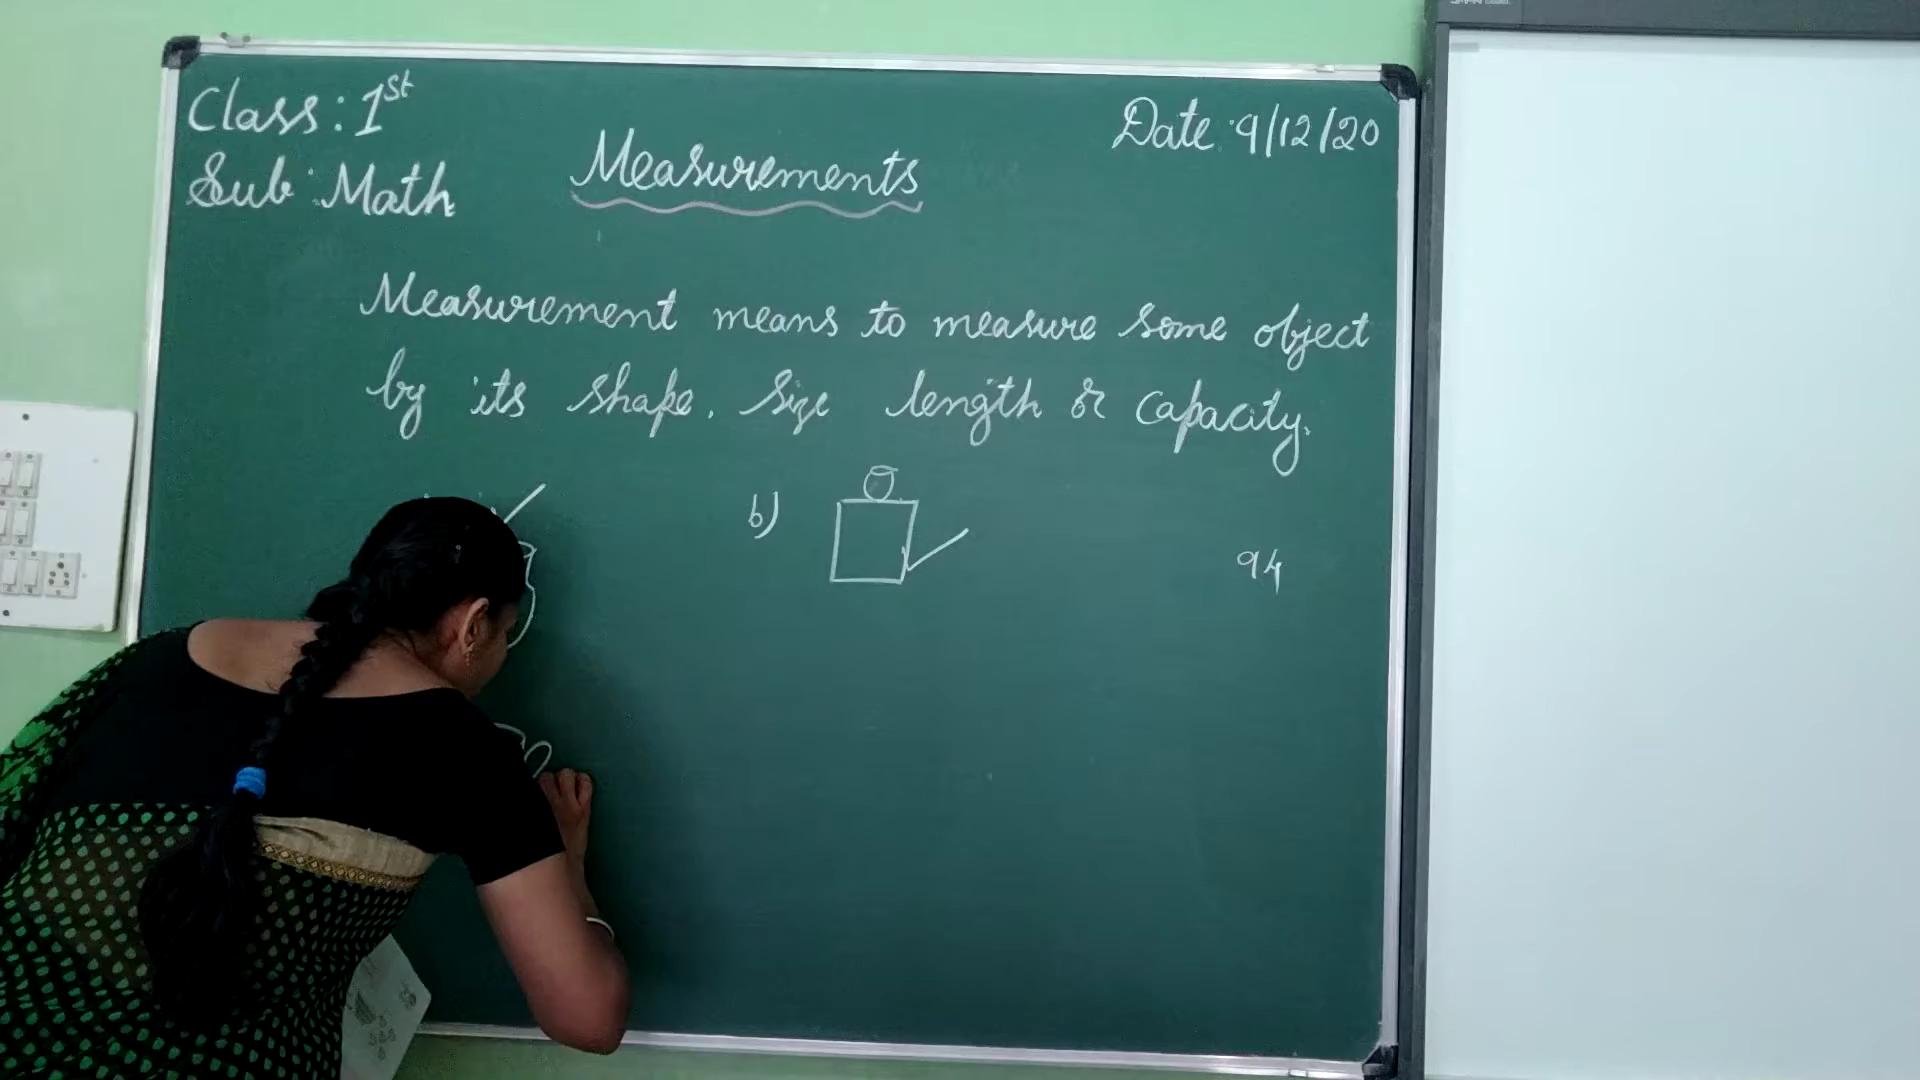 Class: 1st
Sub: Math
Date: 9/12/20
Measurements
Measurement means to measure some object
by its shape. Size length or capacity.
b)
94